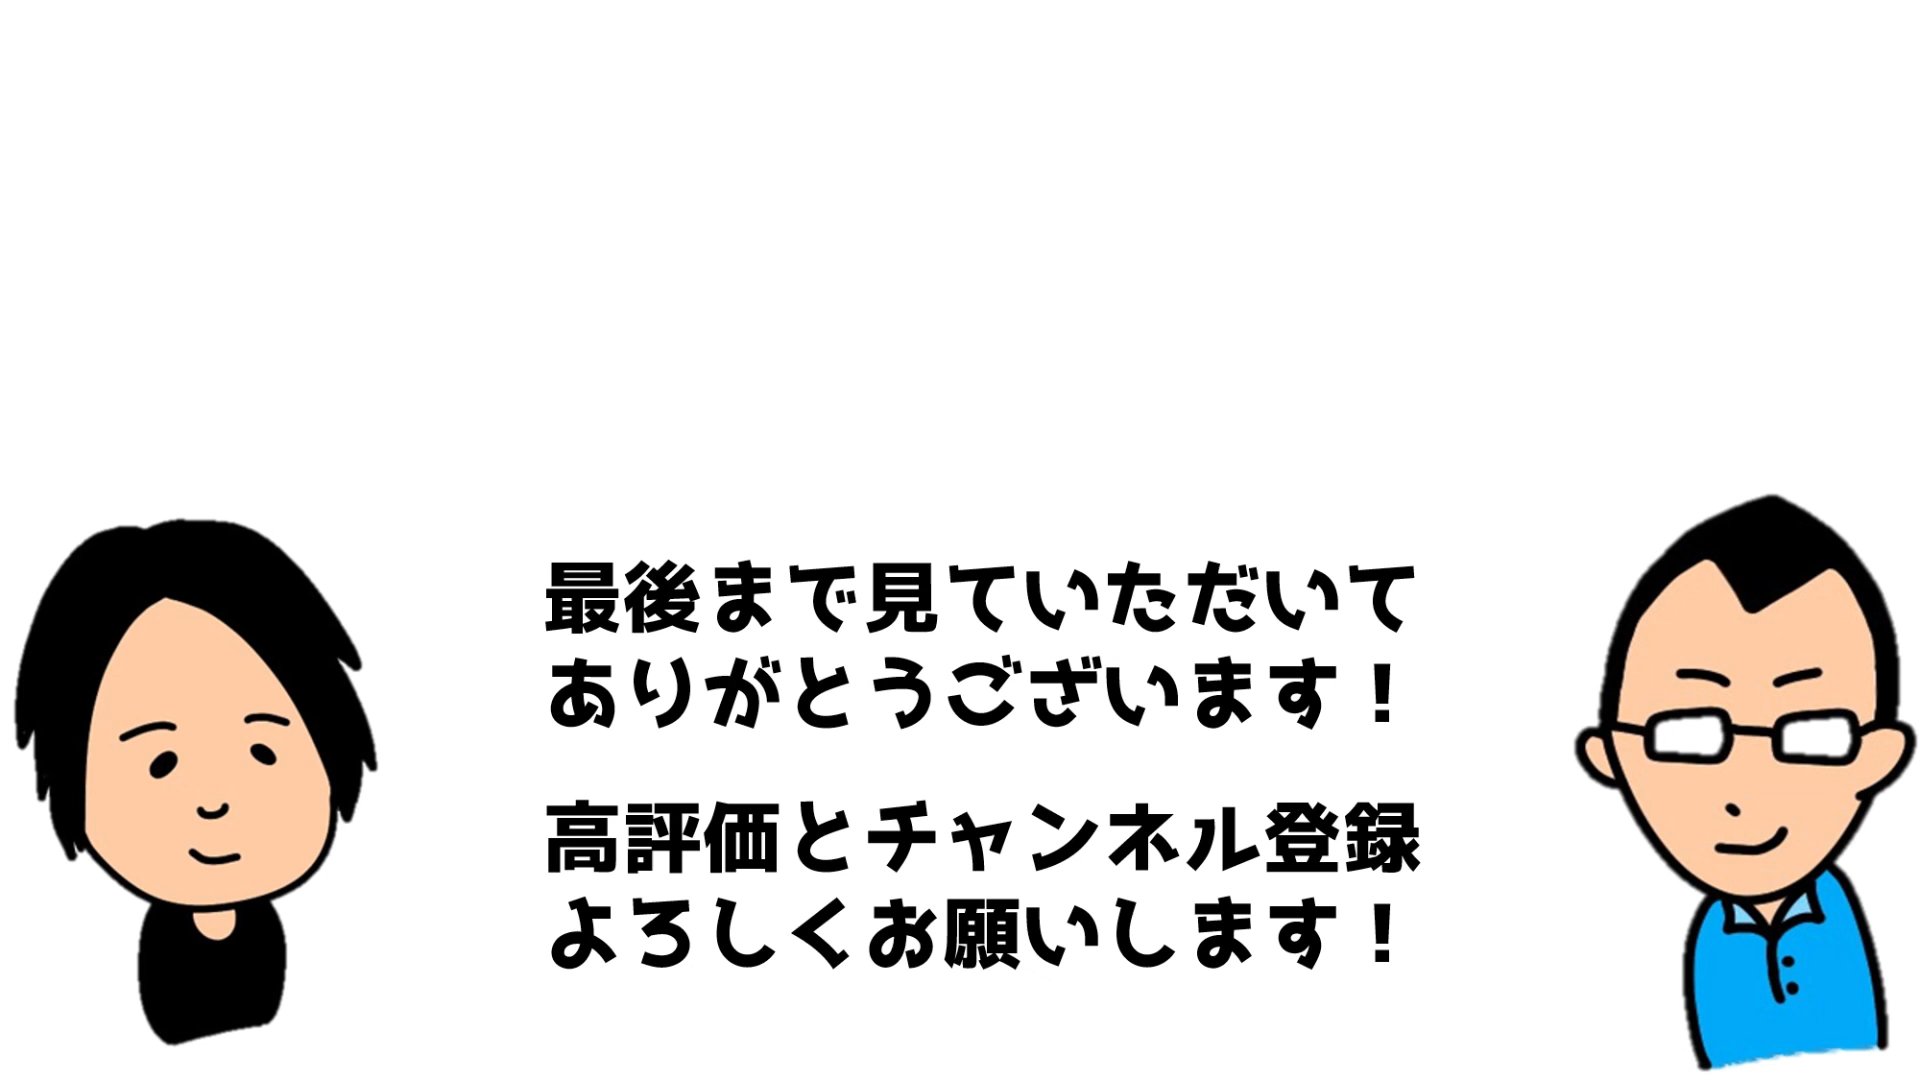 最後まで見ていただいて
ありがとうございます！
高評価とチャンネル登録
よろしくお願いします！